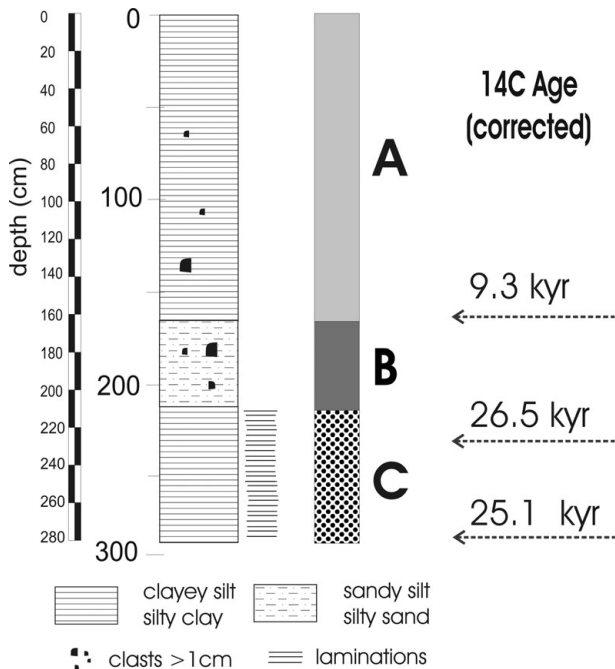 depth (cm)
0
20
40
60
80
100
120
140
160
180
200
220
240
260
280
0
100
200
300
A
B
C
14C Age
(corrected)
9.3 kyr
26.5 kyr
25.1 kyr
clayey silt
silty clay
sandy silt
silty sand
clasts >1cm
laminations